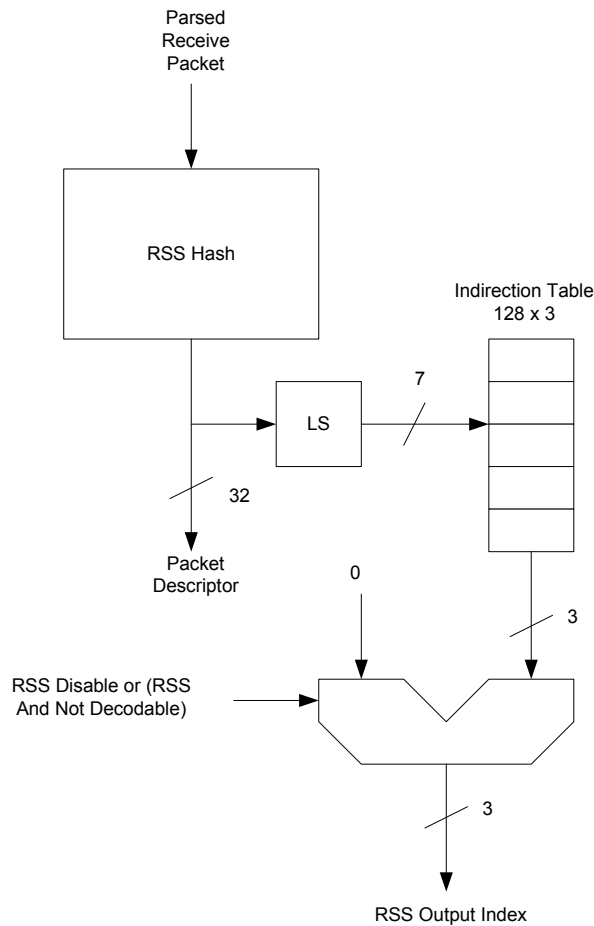 Parsed
Receive
Packet
RSS Hash
Indirection Table
128 x 3
7
LS
32
Packet
Descriptor
0
3
RSS Disable or (RSS
And Not Decodable)
3
RSS Output Index